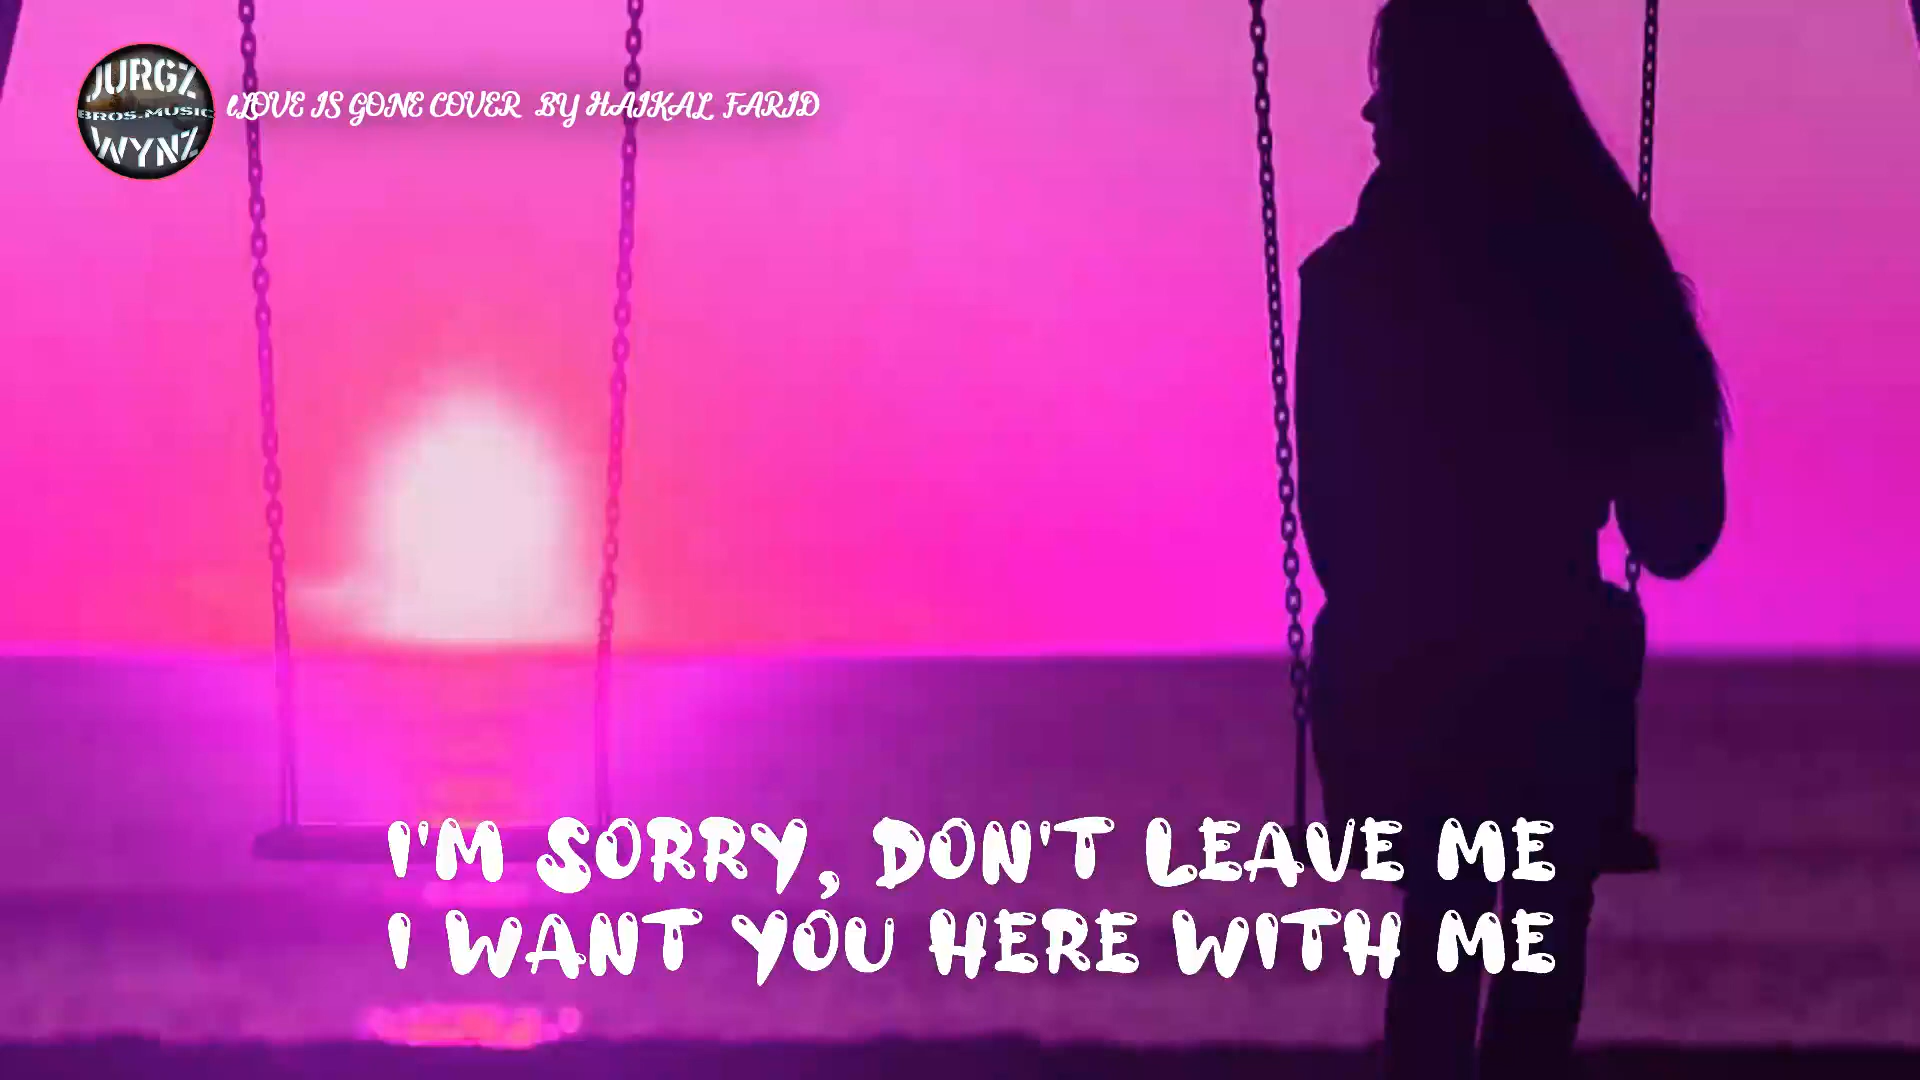 JURGZ
BROS.MUSIC
WYNZ
LOVE IS GONE COVER BY HAIKAL FARID
I'M SORRY, DON'T LEAVE ME
I WANT YOU HERE WITH ME